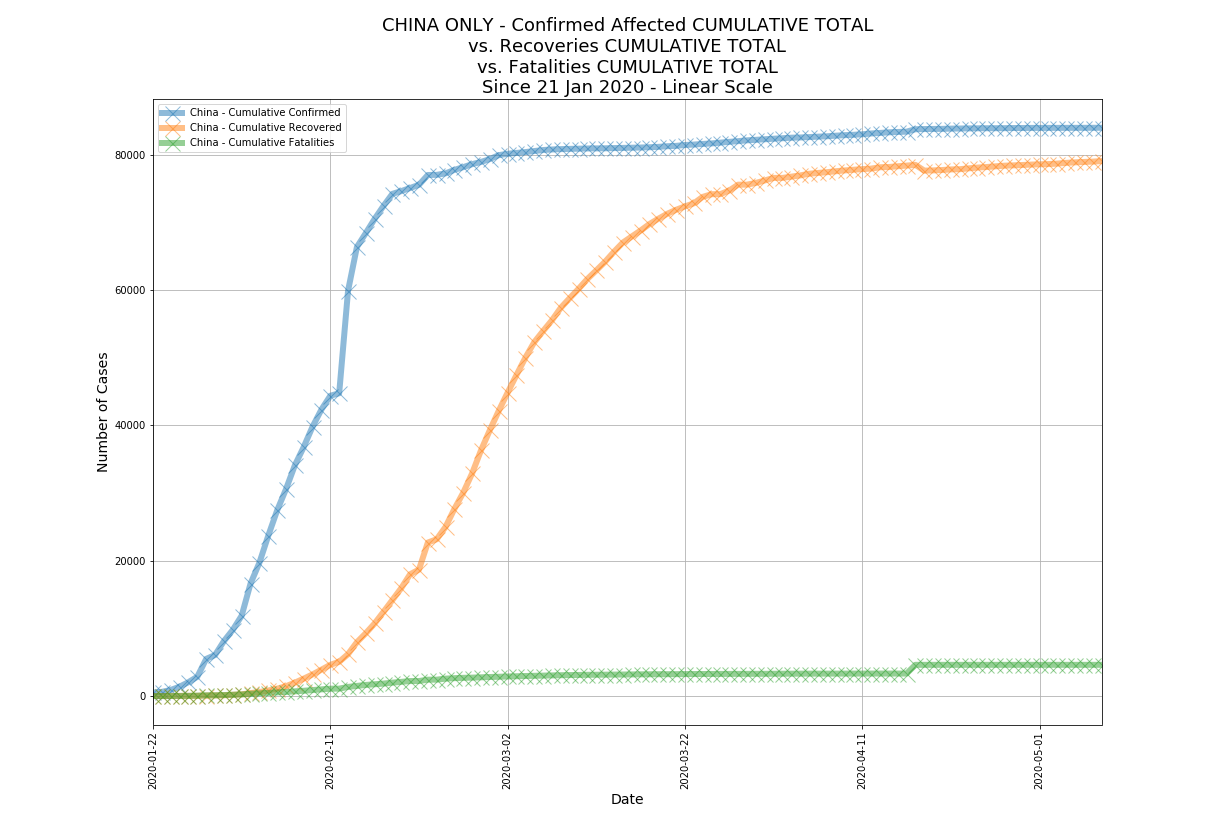 CHINA ONLY - Confirmed Affected CUMULATIVE TOTAL
vs. Recoveries CUMULATIVE TOTAL
vs. Fatalities CUMULATIVE TOTAL
Since 21 Jan 2020 - Linear Scale
China - Cumulative Confirmed
China - Cumulative Recovered
China - Cumulative Fatalities
80000
60000
40000
20000
0
Number of Cases
2020-01-22
2020-02-11
2020-03-02
2020-03-22
2020-04-11
2020-05-01
Date